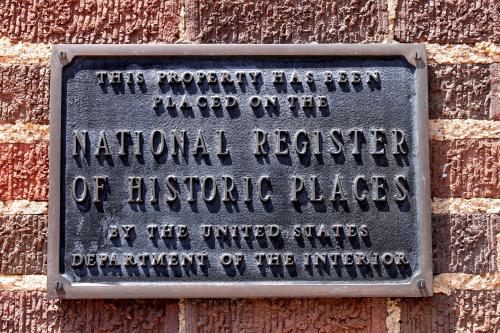 THIS PROPERTY HAS BEEN
PLACED ON THE
NATIONAL REGISTER
OF HISTORIC PLACES
BY THE UNITED STATES
DEPARTMENT OF THE INTERIOR